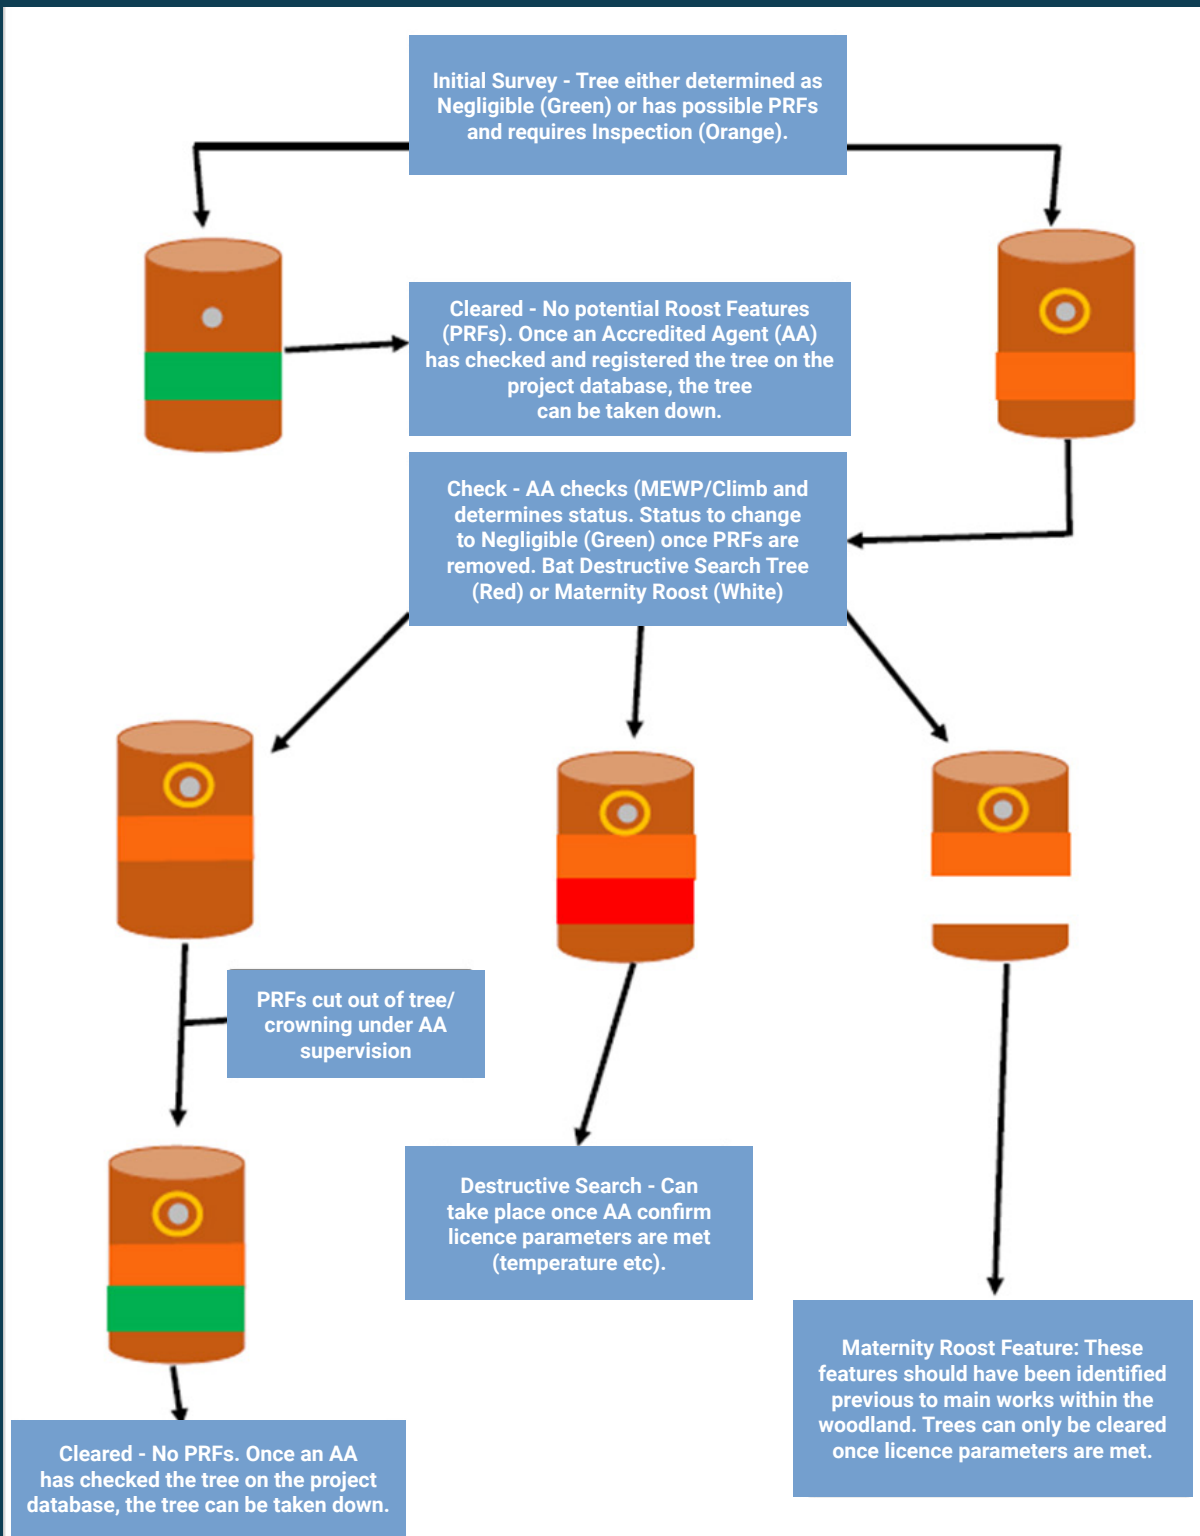 Initial Survey - Tree either determined as
Negligible (Green) or has possible PRFs
and requires Inspection (Orange).
Cleared - No potential Roost Features
(PRFs). Once an Accredited Agent (AA)
has checked and registered the tree on the
project database, the tree
can be taken down.
Check - AA checks (MEWP/Climb and
determines status. Status to change
to Negligible (Green) once PRFs are
removed. Bat Destructive Search Tree
(Red) or Maternity Roost (White)
PRFs cut out of tree/
crowning under AA
supervision
Destructive Search - Can
take place once AA confirm
licence parameters are met
(temperature etc).
Maternity Roost Feature: These
features should have been identified
previous to main works within the
woodland. Trees can only be cleared
once licence parameters are met.
Cleared - No PRFs. Once an AA
has checked the tree on the project
database, the tree can be taken down.